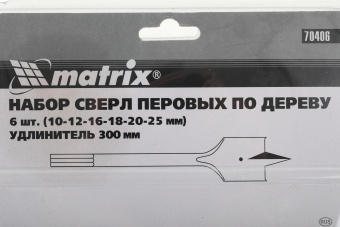 70406
matrix®
НАБОР СВЕРЛ ПЕРОВЫХ ПО ДЕРЕВУ
6 шт. (10-12-16-18-20-25 мм)
УДЛИНИТЕЛЬ 300 мм
RUS